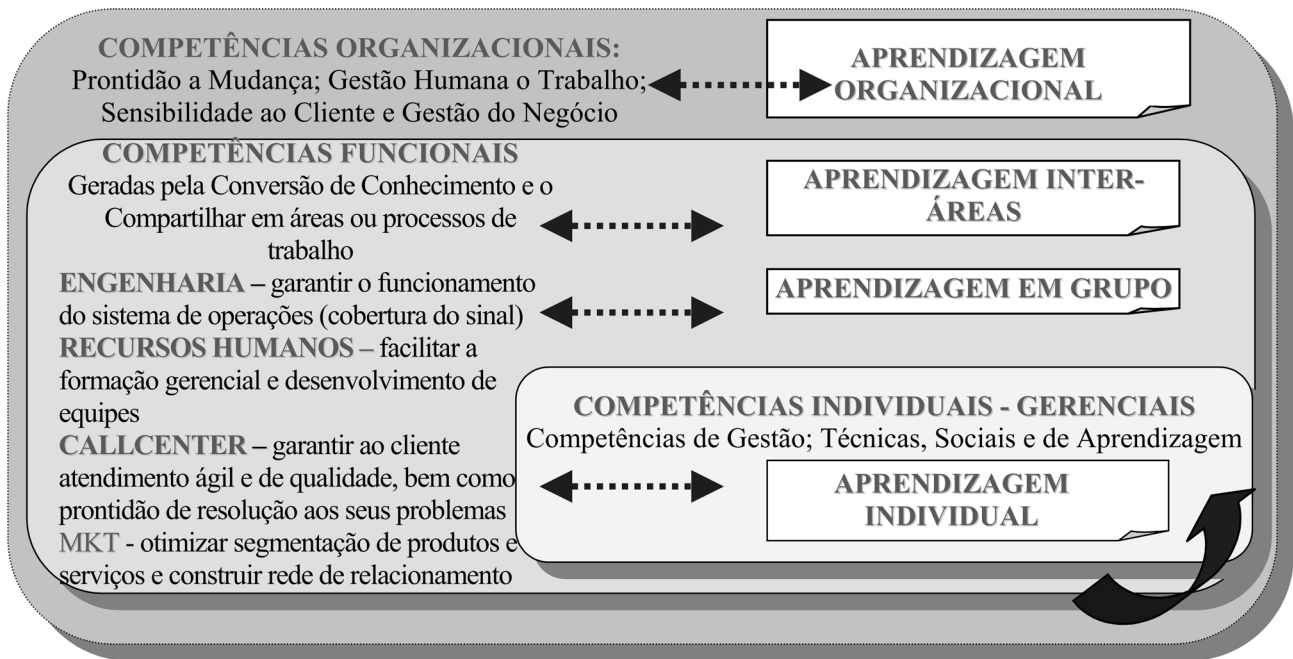 COMPETÊNCIAS ORGANIZACIONAIS:
Prontidão a Mudança; Gestão Humana o Trabalho;
Sensibilidade ao Cliente e Gestão do Negócio
APRENDIZAGEM
ORGANIZACIONAL
COMPETÊNCIAS FUNCIONAIS
Geradas pela Conversão de Conhecimento e o
Compartilhar em áreas ou processos de
trabalho
APRENDIZAGEM INTER-
ÁREAS
ENGENHARIA – garantir o funcionamento
do sistema de operações (cobertura do sinal)
APRENDIZAGEM EM GRUPO
RECURSOS HUMANOS – facilitar a
formação gerencial e desenvolvimento de
equipes
CALLCENTER – garantir ao cliente
atendimento ágil e de qualidade, bem como
prontidão de resolução aos seus problemas
MKT - otimizar segmentação de produtos e
serviços e construir rede de relacionamento
COMPETÊNCIAS INDIVIDUAIS - GERENCIAIS
Competências de Gestão; Técnicas, Sociais e de Aprendizagem
APRENDIZAGEM
INDIVIDUAL